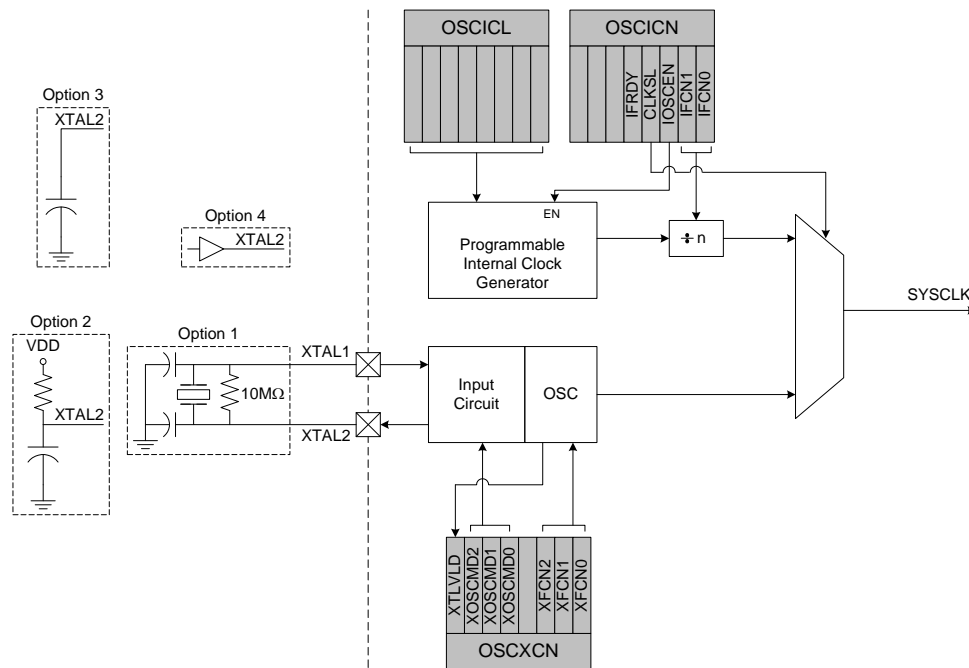 OSCICL
OSCICN
IFRDY
CLKSL
IOSCEN
IFCN1
IFCN0
Option 3
XTAL2
Option 4
XTAL2
EN
Programmable
Internal Clock
Generator
÷ n
SYSCLK
Option 2
VDD
XTAL2
Option 1
10MΩ
XTAL1
XTAL2
Input
Circuit
OSC
XTLVLD
XOSCMD2
XOSCMD1
XOSCMD0
XFCN2
XFCN1
XFCN0
OSCXCN